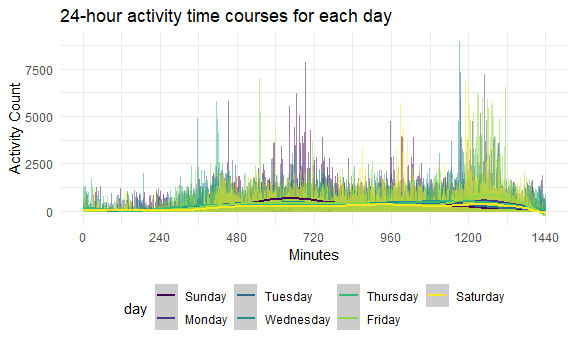 24-hour activity time courses for each day
Activity Count
7500
5000
2500
0
0 240 480 720 960 1200 1440
Minutes
day
Sunday Tuesday Thursday Saturday
Monday Wednesday Friday